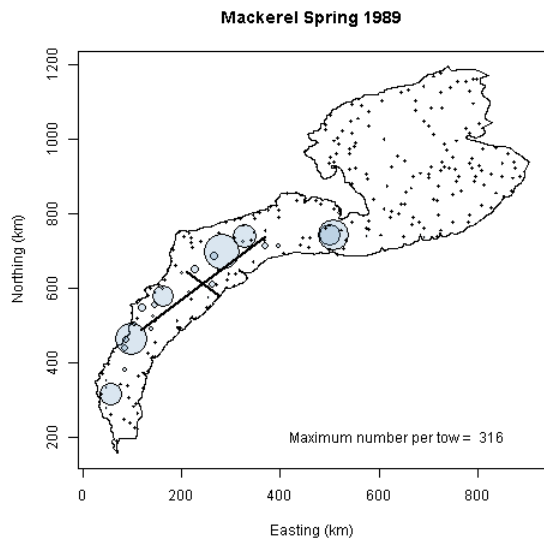 Mackerel Spring 1989
1200
1000
800
600
400
200
Northing (km)
Maximum number per tow = 316
0 200 400 600 800
Easting (km)